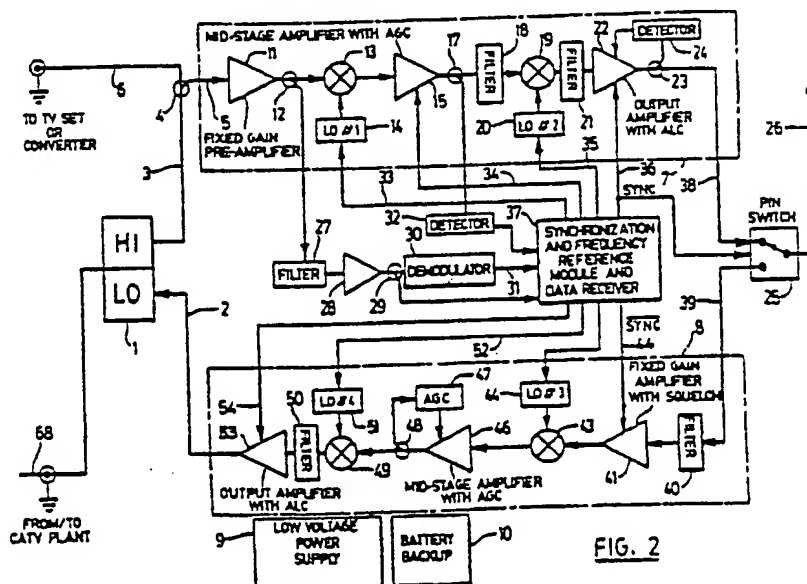 MID-STAGE AMPLIFIER WITH AGC
11
13
17
18
19
22
DETECTOR
FILTER
FILTER
24
23
6
4
5
12
15
TO TV SET
OR
CONVERTER
FIXED GAIN
PRE-AMPLIFIER
LO #1
14
20
LO #2
21
OUTPUT
AMPLIFIER
WITH ALC
26
3
33
34
35
36
7
SYNC
38
PIN
SWITCH
HI
LO
1
2
27
FILTER
28
29
30
DEMODULATOR
31
32
DETECTOR
37
SYNCHRONIZATION
AND FREQUENCY
REFERENCE
MODULE AND
DATA
RECEIVER
25
39
SYNC
44
8
52
54
50
LO #4
51
47
AGC
48
46
44
LO #3
43
FIXED GAIN
AMPLIFIER
WITH SQUELCH
68
53
FILTER
49
41
FILTER
40
MID-STAGE AMPLIFIER
WITH AGC
OUTPUT AMPLIFIER
WITH ALC
FROM/TO
CATV PLANT
9
LOW VOLTAGE
POWER
SUPPLY
BATTERY
BACKUP
10
FIG. 2